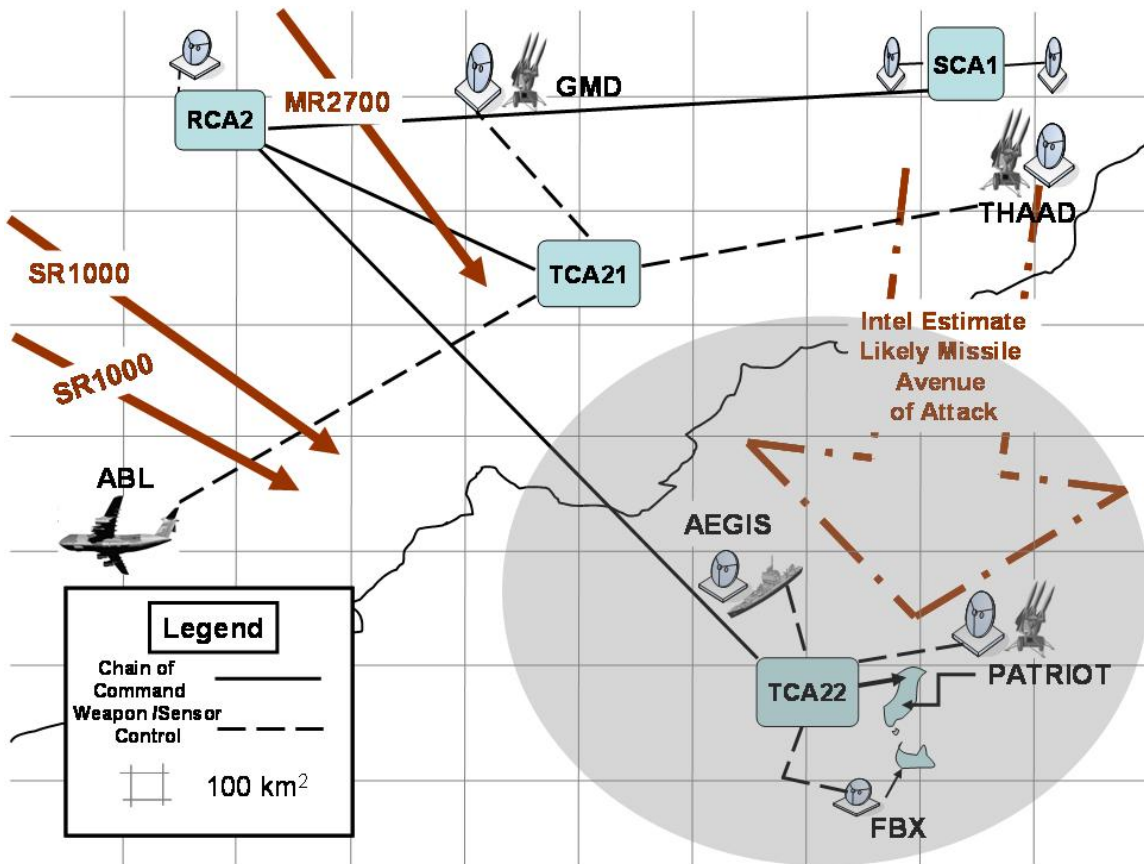 SCA1
GMD
MR2700
RCA2
THAAD
SR1000
TCA21
SR1000
Intel Estimate
Likely Missile
Avenue
of Attack
ABL
AEGIS
Legend
Chain of
Command
Weapon /Sensor
Control
100 km²
TCA22
PATRIOT
FBX